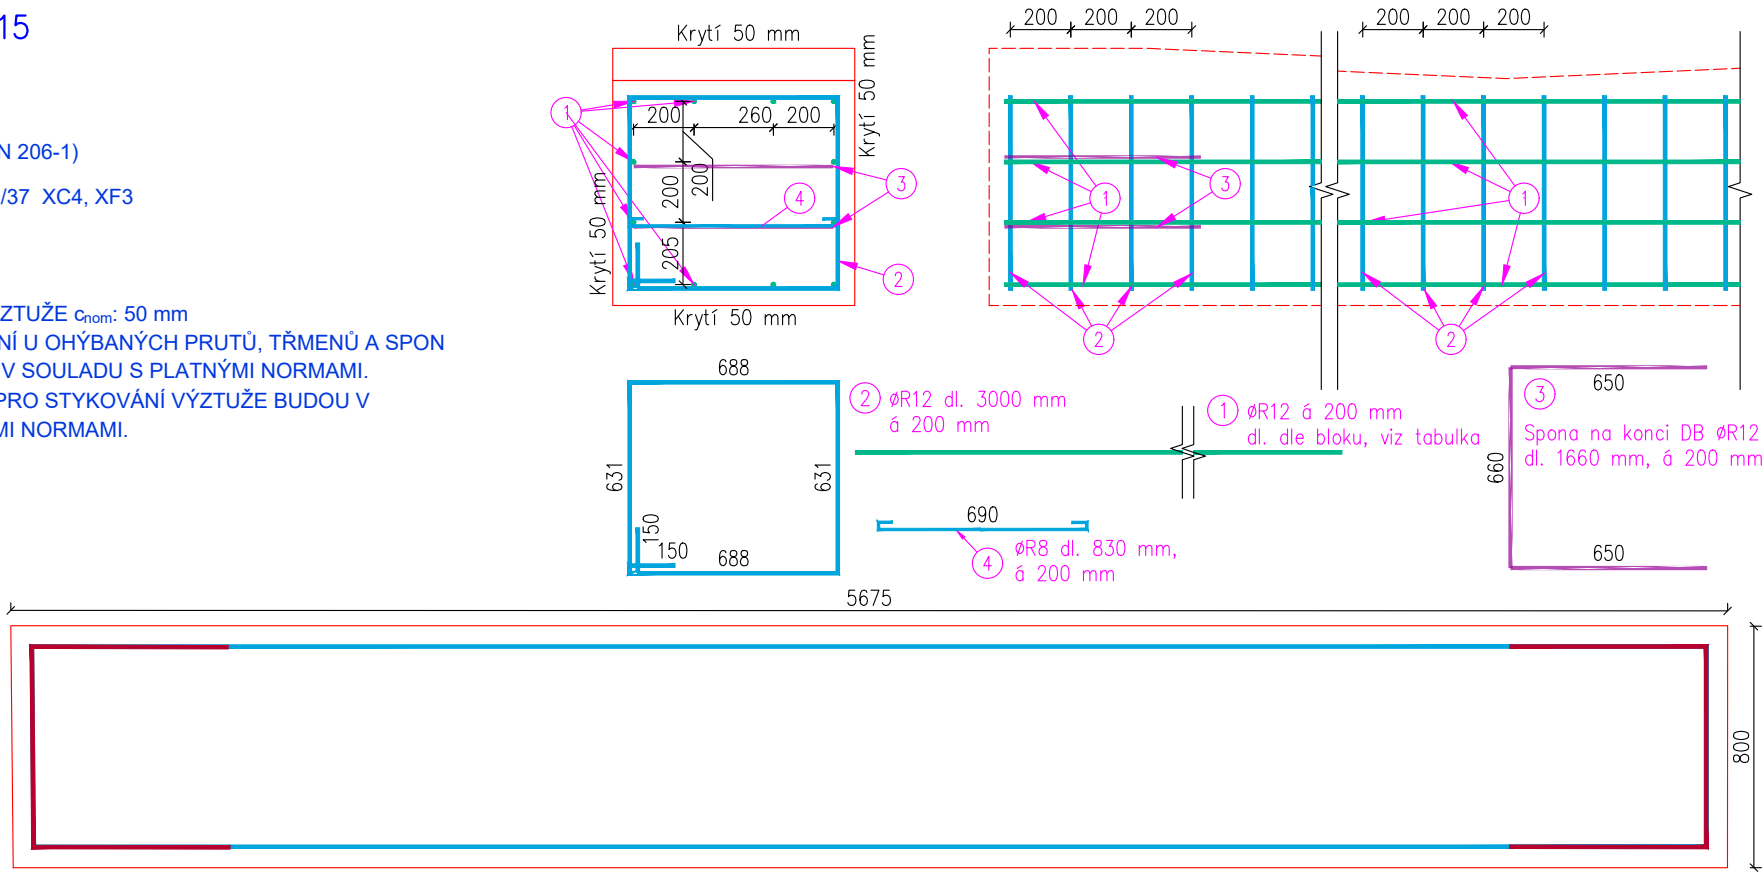 15
N 206-1)
/37 XC4, XF3
ZTUŽE cnom: 50 mm
NÍ U OHÝBANÝCH PRUTŮ, TŘMENŮ A SPON
V SOULADU S PLATNÝMI NORMAMI.
PRO STYKOVÁNÍ VÝZTUŽE BUDOU V
MI NORMAMI.
Krytí 50 mm
Krytí 50 mm
Krytí 50 mm
Krytí 50 mm
1
200
260
200
200
200
205
3
4
2
200
200
200
200
200
200
1
3
2
1
2
688
631
631
150
150
688
2
øR12 dl. 3000 mm
á 200 mm
1
øR12 á 200 mm
dl. dle bloku, viz tabulka
690
4
øR8 dl. 830 mm,
á 200 mm
650
3
Spona na konci DB øR12
dl. 1660 mm, á 200 mm
660
650
5675
800